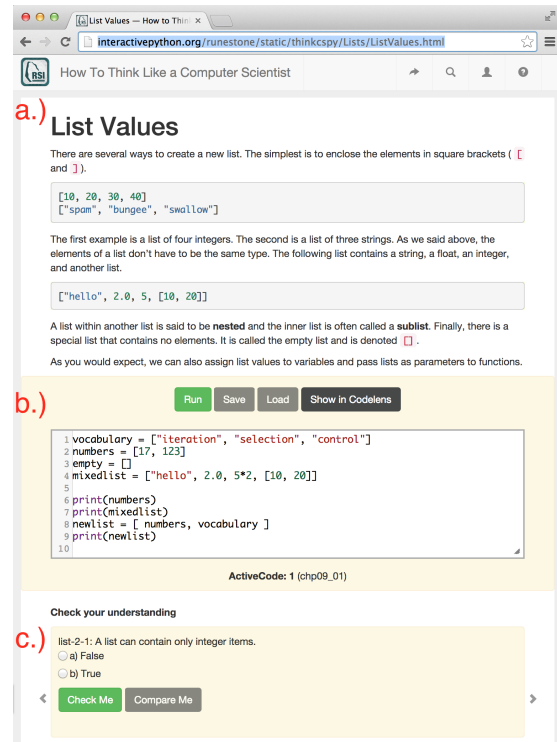 List Values — How to Thin
interactivepython.org/runestone/static/thinkcspy/Lists/ListValues.html
RSI
How To Think Like a Computer Scientist
a.)
List Values
There are several ways to create a new list. The simplest is to enclose the elements in square brackets ( [
and ] ).
[10, 20, 30, 40]
["spam", "bungee", "swallow"]
The first example is a list of four integers. The second is a list of three strings. As we said above, the
elements of a list don't have to be the same type. The following list contains a string, a float, an integer,
and another list.
["hello", 2.0, 5, [10, 20]]
A list within another list is said to be nested and the inner list is often called a sublist. Finally, there is a
special list that contains no elements. It is called the empty list and is denoted [] .
As you would expect, we can also assign list values to variables and pass lists as parameters to functions.
b.)
Run Save Load Show in Codelens
1 vocabulary = ["iteration", "selection", "control"]
2 numbers = [17, 123]
3 empty = []
4 mixedlist = ["hello", 2.0, 5*2, [10, 20]]
5
6 print(numbers)
7 print(mixedlist)
8 newlist = [ numbers, vocabulary ]
9 print(newlist)
10
ActiveCode: 1 (chp09_01)
Check your understanding
c.)
list-2-1: A list can contain only integer items.
a) False
b) True
Check Me Compare Me